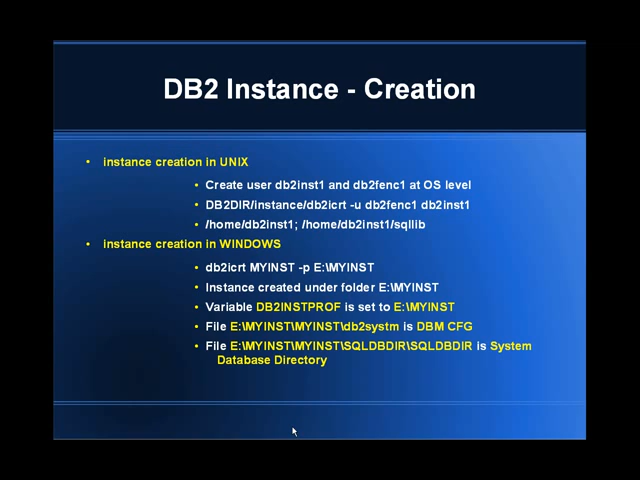 DB2 Instance - Creation
• instance creation in UNIX
• Create user db2inst1 and db2fenc1 at OS level
• DB2DIR/instance/db2icrt -u db2fenc1 db2inst1
• /home/db2inst1; /home/db2inst1/sqllib
• instance creation in WINDOWS
• db2icrt MYINST -p E:\MYINST
• Instance created under folder E:\MYINST
• Variable DB2INSTPROF is set to E:\MYINST
• File E:\MYINST\MYINST\db2systm is DBM CFG
• File E:\MYINST\MYINST\SQLDBDIR\SQLDBDIR is System
Database Directory